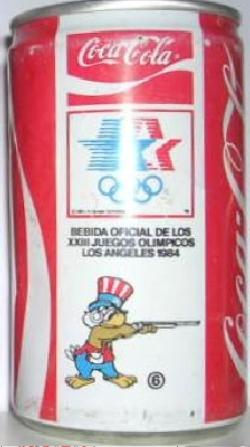 Coca-Cola
BEBIDA OFICIAL DE LOS
XXIII JUEGOS OLIMPICOS
LOS ANGELES 1984
6